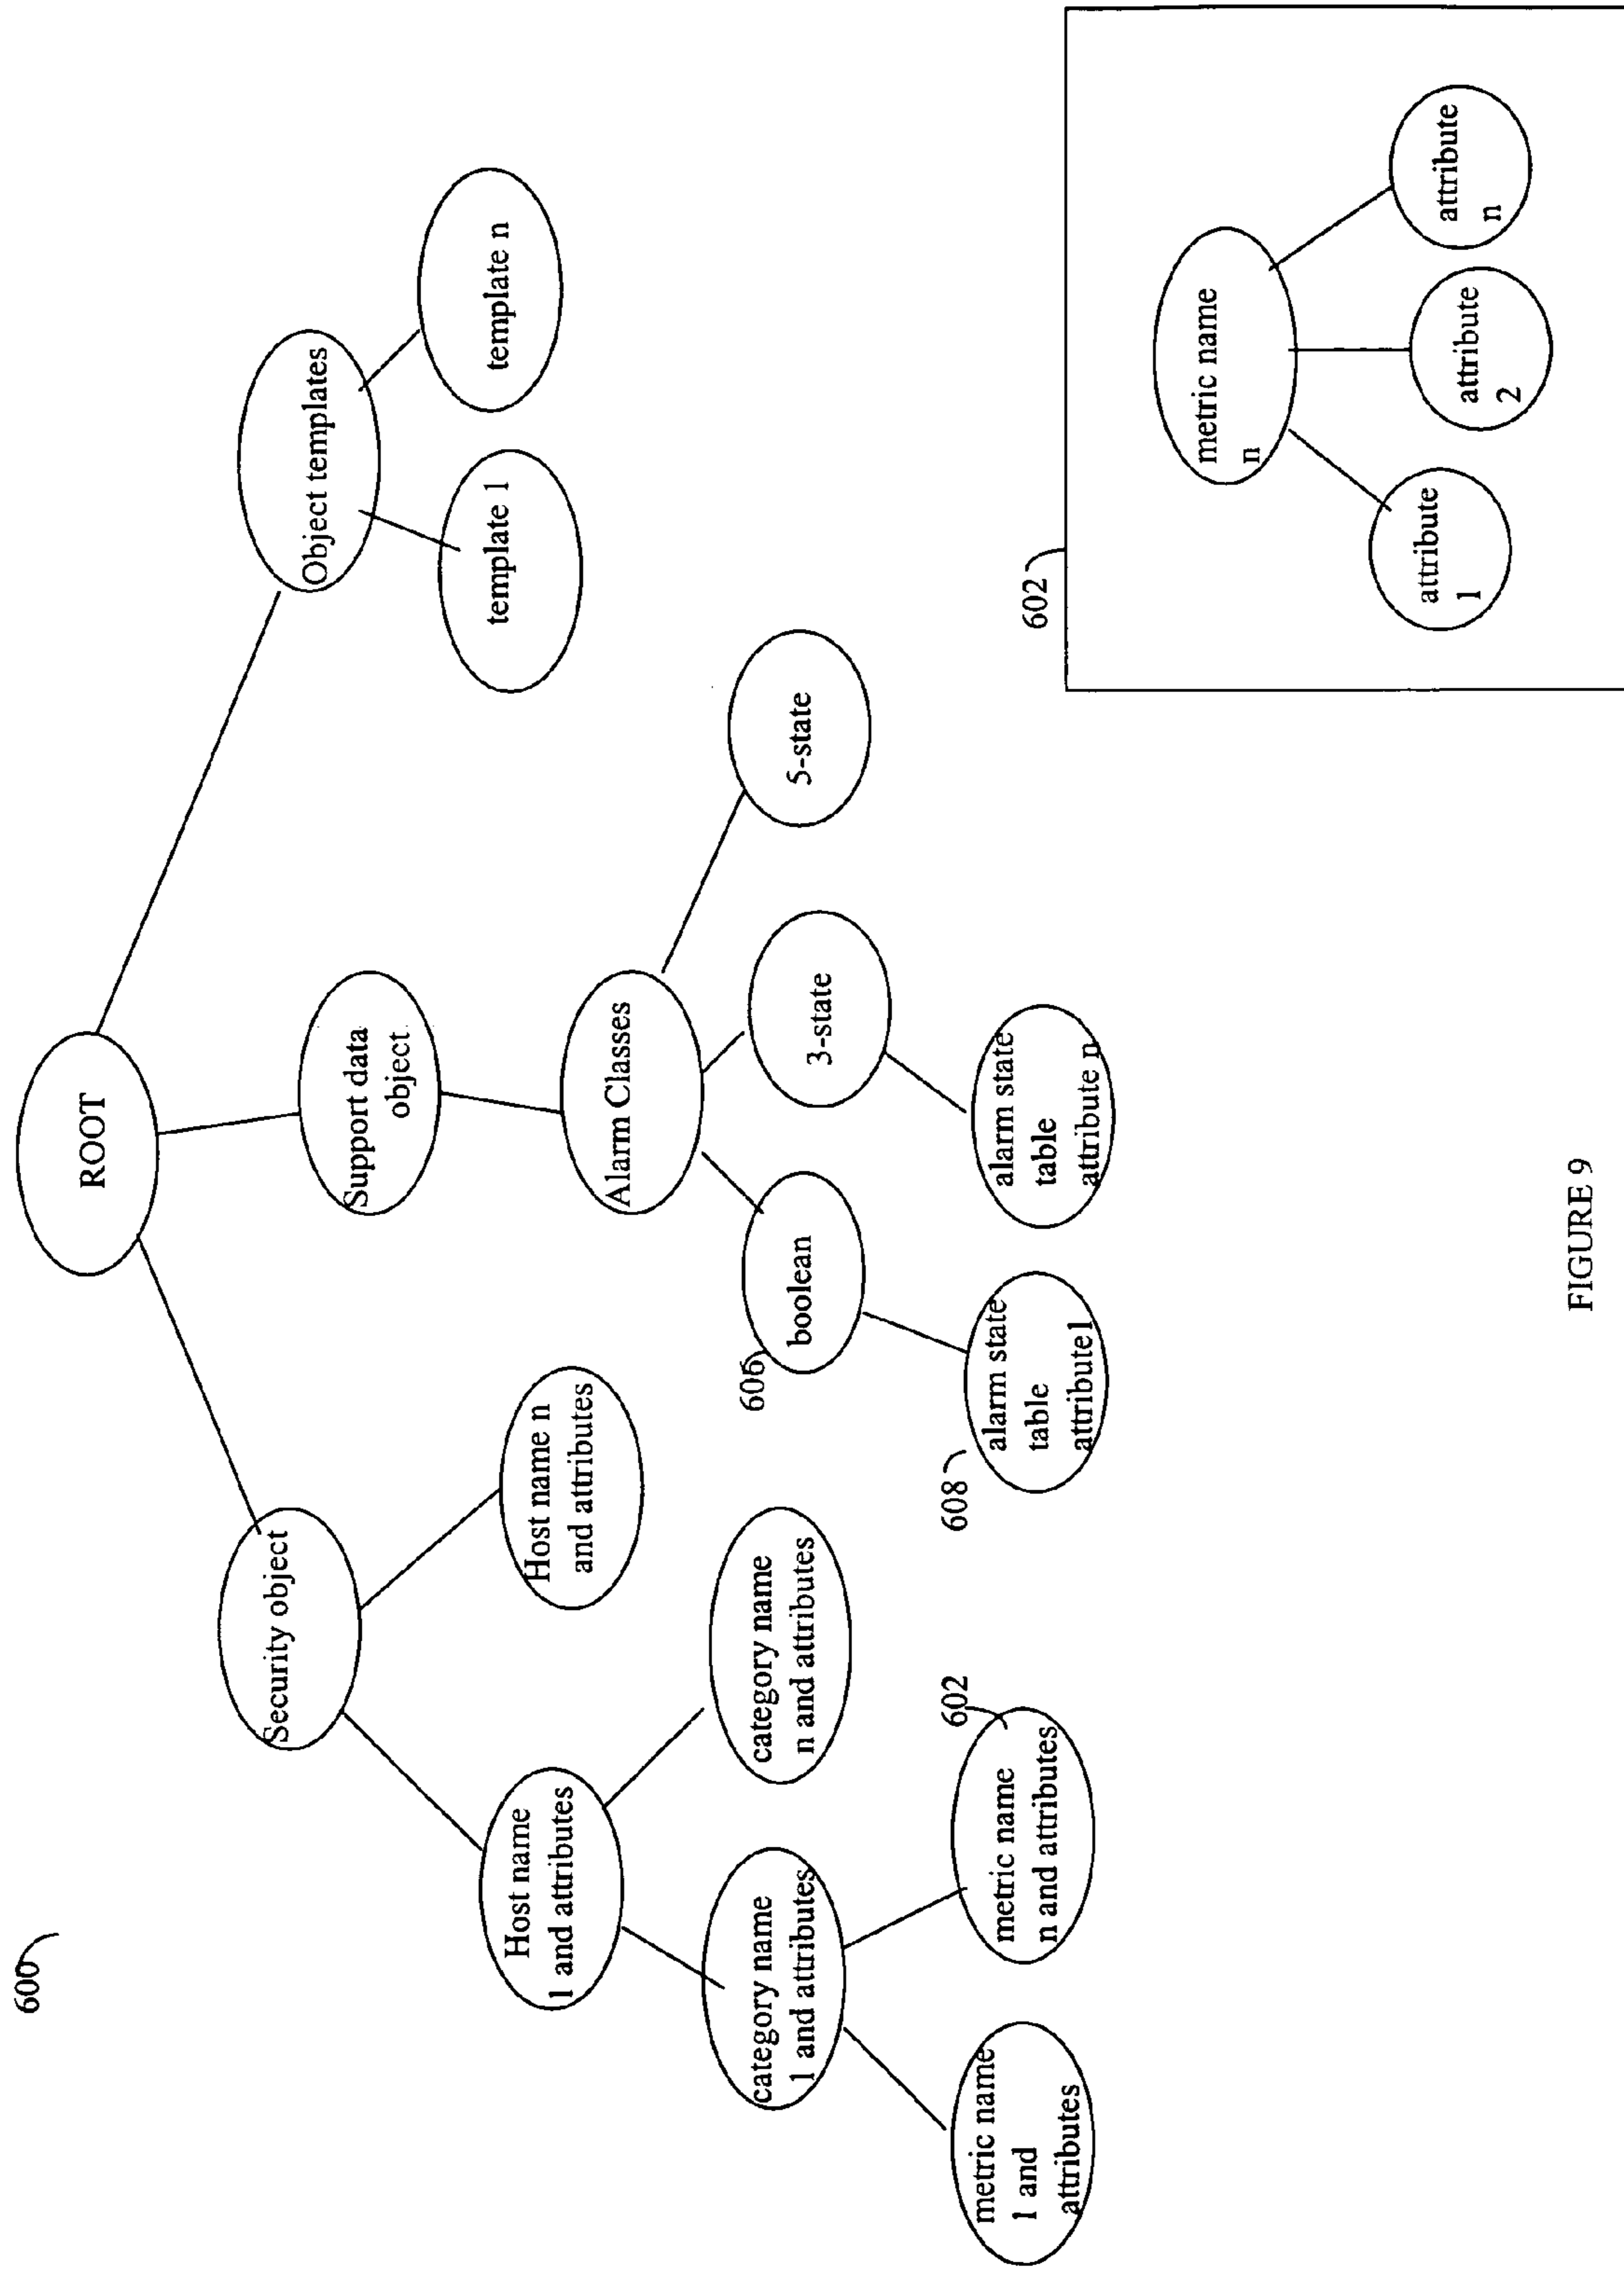 600
ROOT
Security object
Support data
object
Object templates
Host name
1 and attributes
Host name n
and attributes
Alarm Classes
template 1
template n
category name
1 and attributes
category name
n and attributes
606
boolean
3-state
5-state
metric name
1 and
attributes
602
metric name
n and attributes
608
alarm state
table
attribute1
alarm state
table
attribute n
602
metric name
n
attribute
1
attribute
2
attribute
n
FIGURE 9